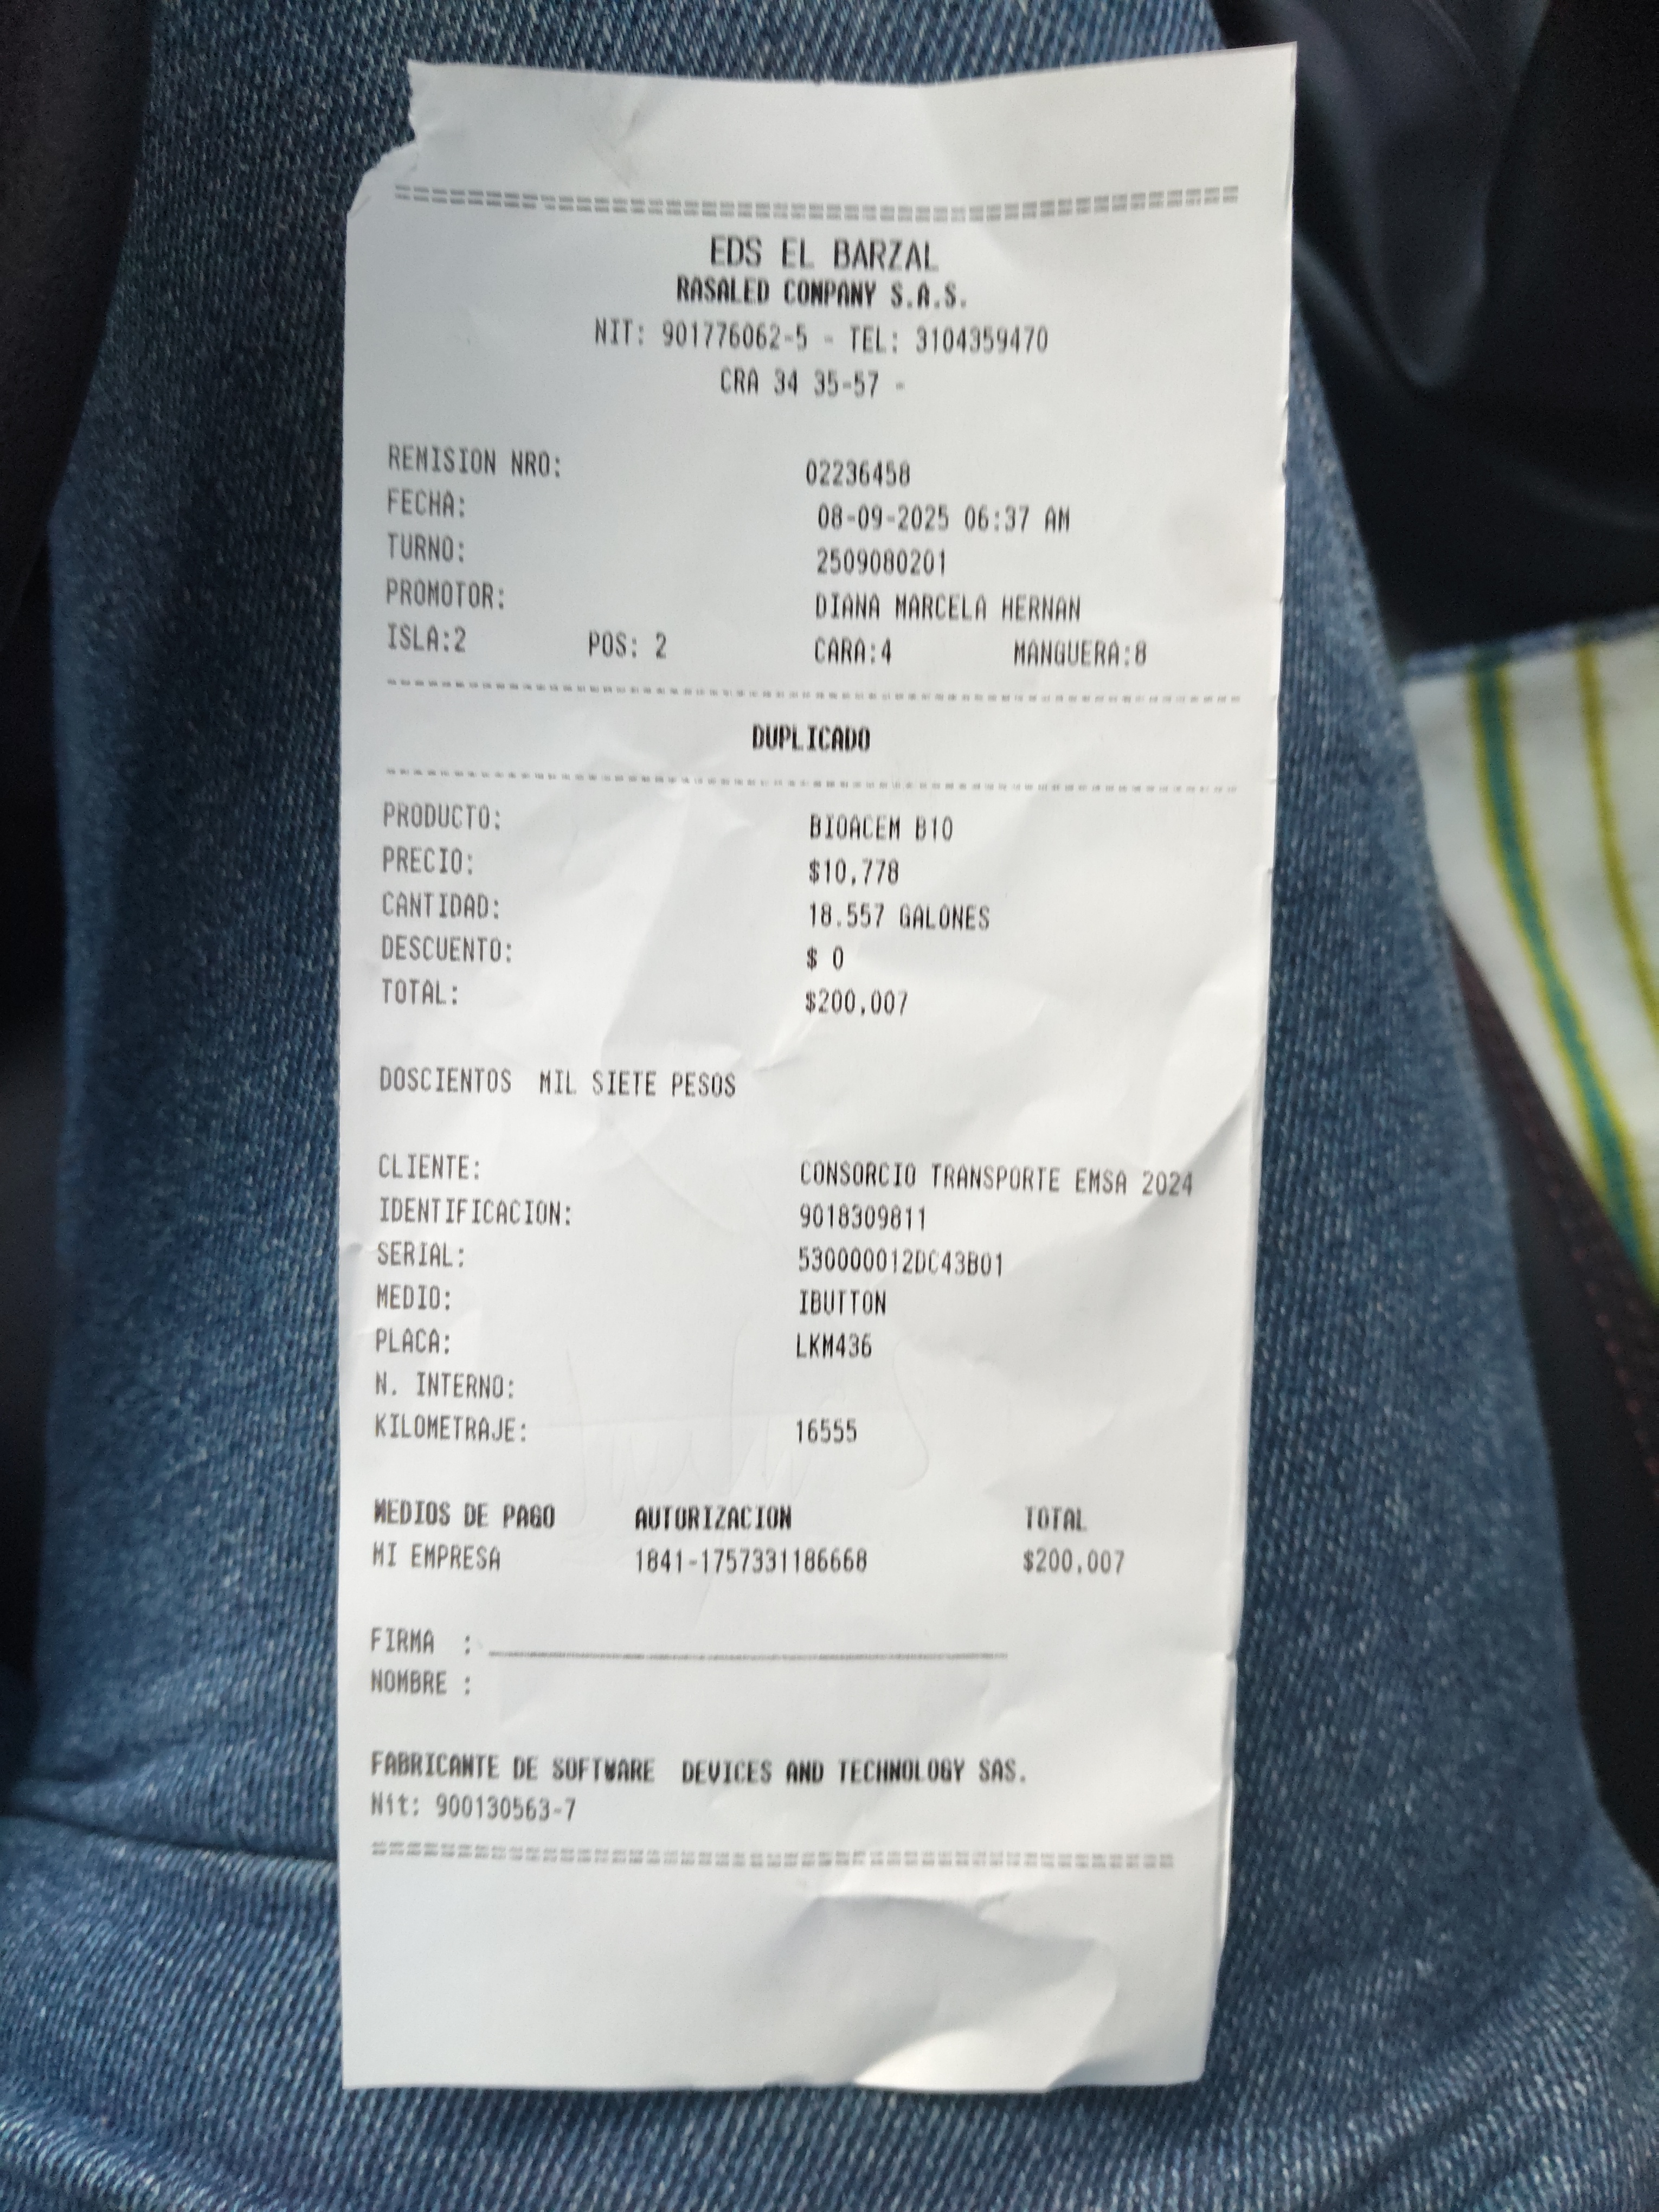 EDS EL BARZAL
RASALED COMPANY S.A.S.
NIT: 901776062-5 - TEL: 3104359470
CRA 34 35-57 -
REMISION NRO: 02236458
FECHA: 08-09-2025 06:37 AM
TURNO: 2509080201
PROMOTOR: DIANA MARCELA HERNAN
ISLA:2 POS: 2 CARA:4 MANGUERA:8
DUPLICADO
PRODUCTO: BIOACEM B10
PRECIO: $10,778
CANTIDAD: 18.557 GALONES
DESCUENTO: $ 0
TOTAL: $200,007
DOSCIENTOS MIL SIETE PESOS
CLIENTE: CONSORCIO TRANSPORTE EMSA 2024
IDENTIFICACION: 9018309811
SERIAL: 530000012DC43B01
MEDIO: IBUTTON
PLACA: LKM436
N. INTERNO:
KILOMETRAJE: 16555
MEDIOS DE PAGO AUTORIZACION TOTAL
MI EMPRESA 1841-1757331186668 $200,007
FIRMA :
NOMBRE :
FABRICANTE DE SOFTWARE DEVICES AND TECHNOLOGY SAS.
Nit: 900130563-7